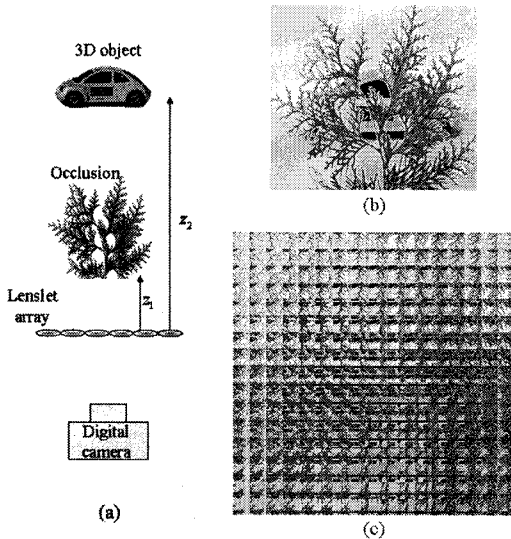 3D object
Occlusion
z2
z1
Lenslet
array
Digital
camera
(a)
(b)
(c)